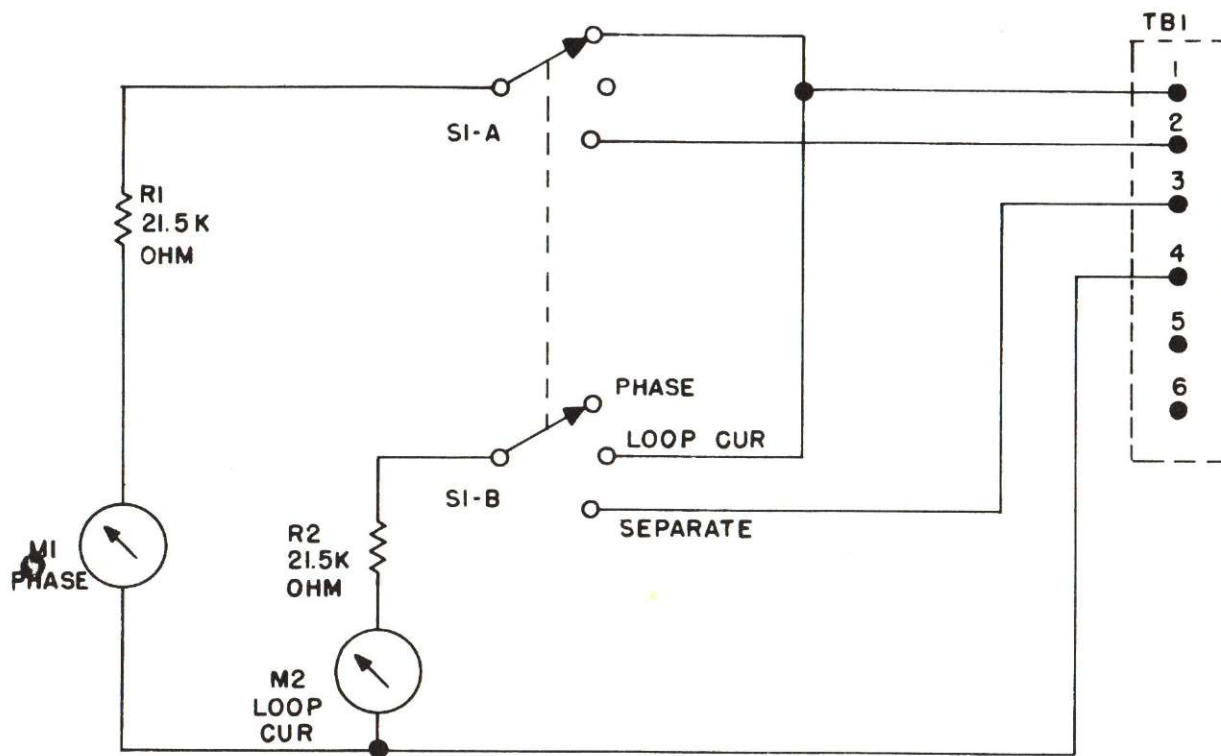 TB1
1
2
3
4
5
6
S1-A
R1
21.5K
OHM
PHASE
LOOP CUR
SEPARATE
S1-B
R2
21.5K
OHM
M1
PHASE
M2
LOOP
CUR